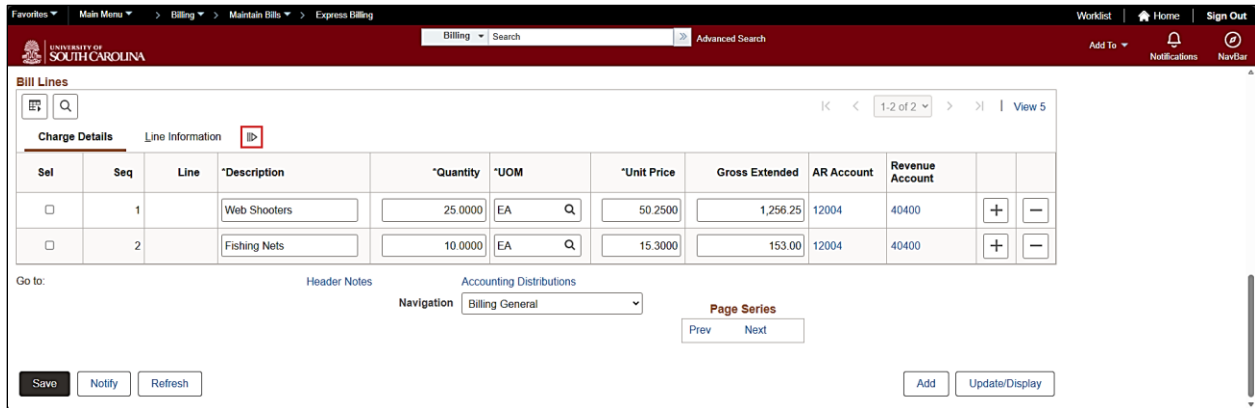 Favorites Main Menu > Billing > Maintain Bills > Express Billing Worklist Home Sign Out
UNIVERSITY OF
SOUTH CAROLINA
Billing Search Advanced Search Add To Notifications NavBar
Bill Lines
1-2 of 2 | View 5
Charge Details Line Information
Sel Seq Line *Description *Quantity *UOM *Unit Price Gross Extended AR Account Revenue Account
1 Web Shooters 25.0000 EA 50.2500 1,256.25 12004 40400 + −
2 Fishing Nets 10.0000 EA 15.3000 153.00 12004 40400 + −
Go to: Header Notes Accounting Distributions
Navigation Billing General
Page Series
Prev Next
Save Notify Refresh Add Update/Display